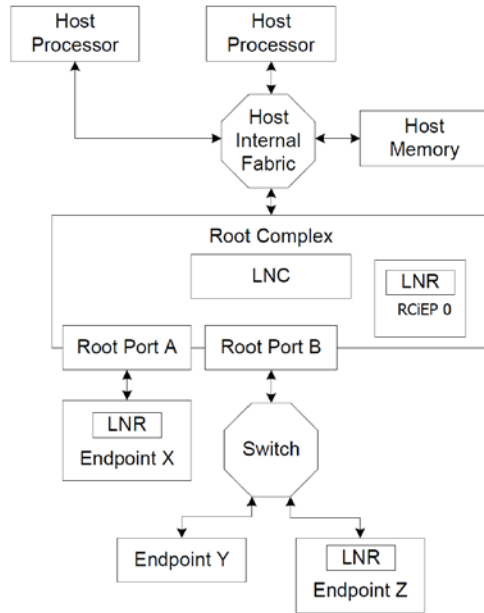 Host
Processor
Host
Processor
Host
Internal
Fabric
Host
Memory
Root Complex
LNC
LNR
RCiEP 0
Root Port A
Root Port B
LNR
Endpoint X
Switch
Endpoint Y
LNR
Endpoint Z